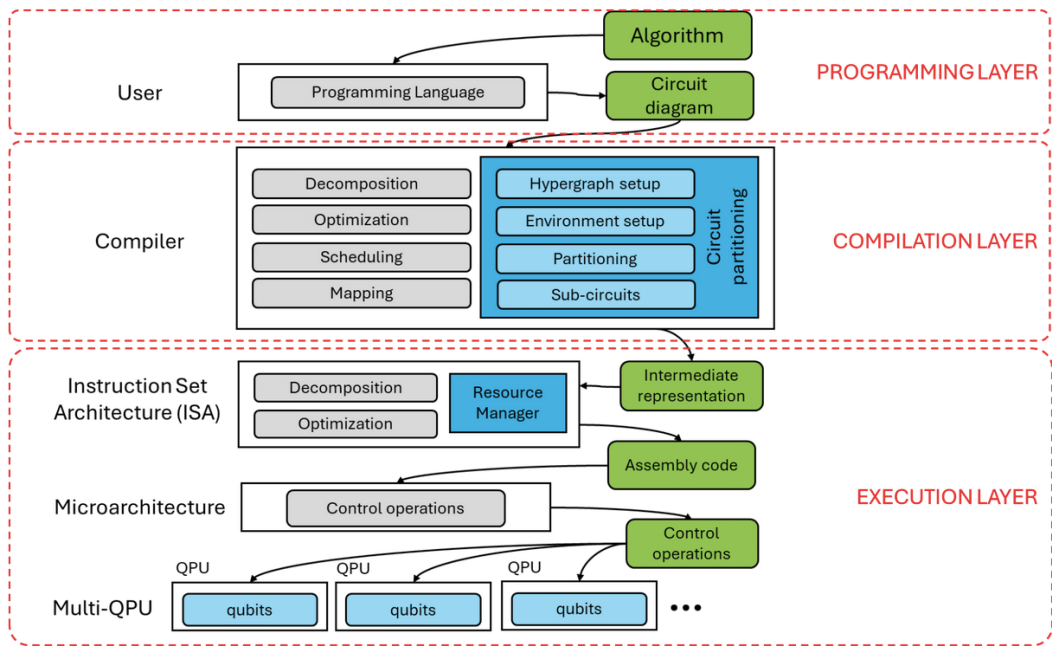 Algorithm
PROGRAMMING LAYER
User
Programming Language
Circuit
diagram
Compiler
Decomposition
Optimization
Scheduling
Mapping
Hypergraph setup
Environment setup
Partitioning
Sub-circuits
Circuit
partitioning
COMPILATION LAYER
Instruction Set
Architecture (ISA)
Decomposition
Optimization
Resource
Manager
Intermediate
representation
Assembly code
EXECUTION LAYER
Microarchitecture
Control operations
Control
operations
Multi-QPU
QPU
qubits
QPU
qubits
QPU
qubits
•••